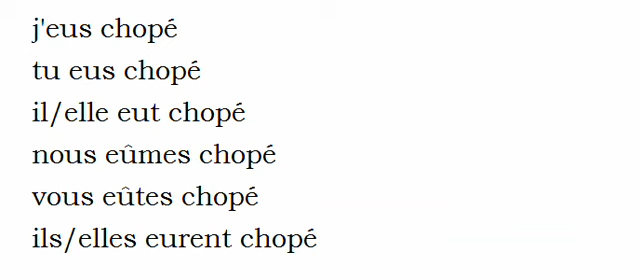 j'eus chopé
tu eus chopé
il/elle eut chopé
nous eûmes chopé
vous eûtes chopé
ils/elles eurent chopé